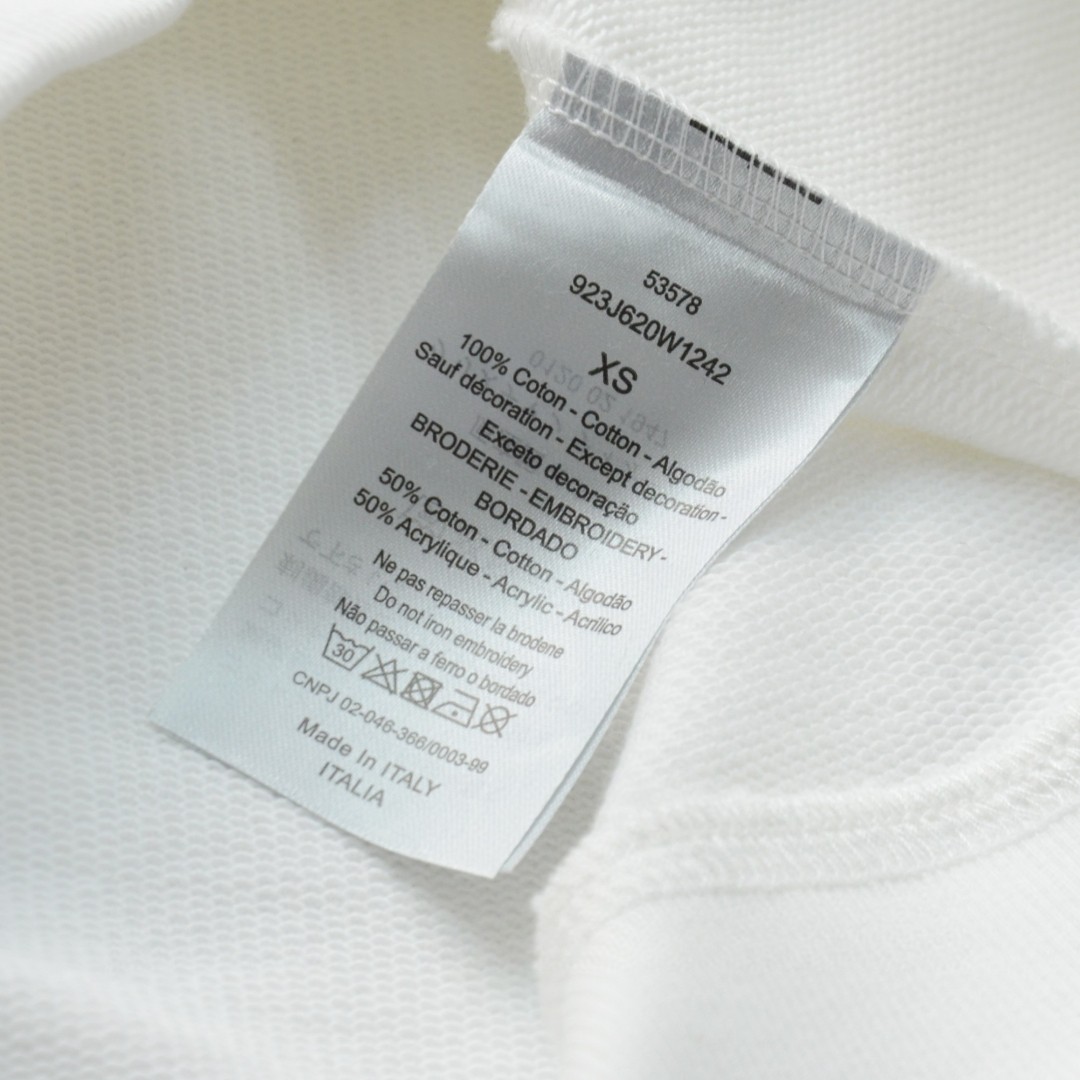 53578
923J620W1242
XS
100% Coton - Cotton - Algodão
Sauf décoration - Except decoration -
Exceto decoração
BRODERIE - EMBROIDERY -
BORDADO
50% Coton - Cotton - Algodão
50% Acrylique - Acrylic - Acrílico
Ne pas repasser la brodene
Do not iron embroidery
Não passar a ferro o bordado
30
CNPJ 02-046-366/0003-99
Made In ITALY
ITALIA